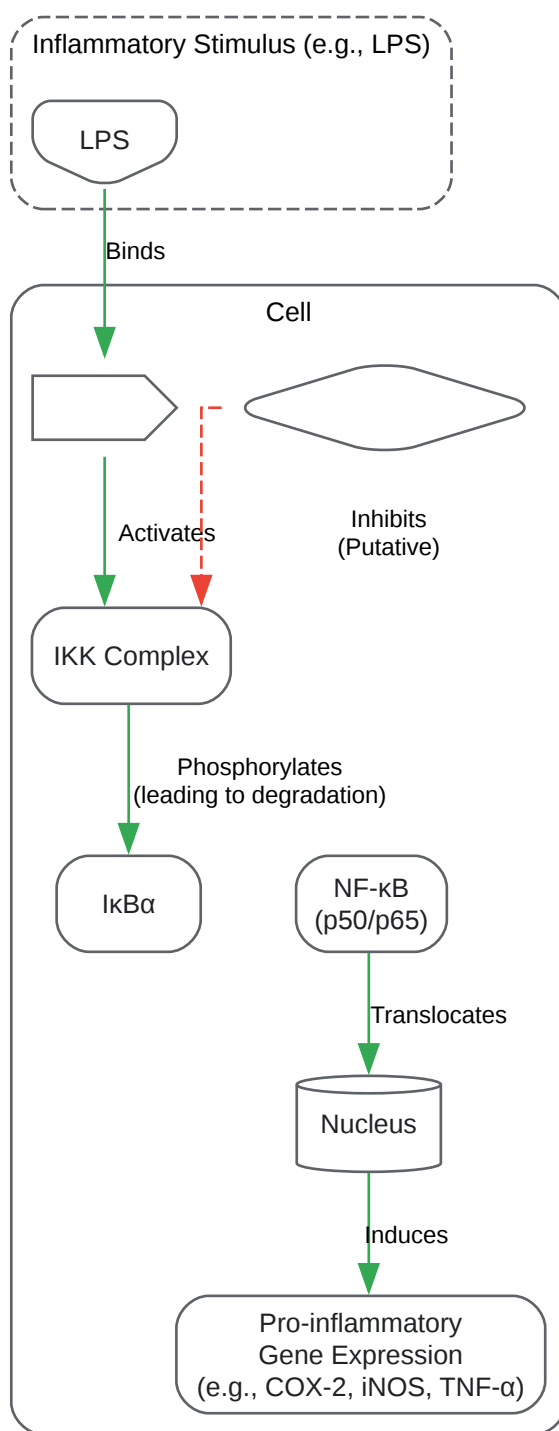 Inflammatory Stimulus (e.g., LPS)
LPS
Binds
Cell
Activates
Inhibits
(Putative)
IKK Complex
Phosphorylates
(leading to degradation)
IκBα
NF-κB
(p50/p65)
Translocates
Nucleus
Induces
Pro-inflammatory
Gene Expression
(e.g., COX-2, iNOS, TNF-α)